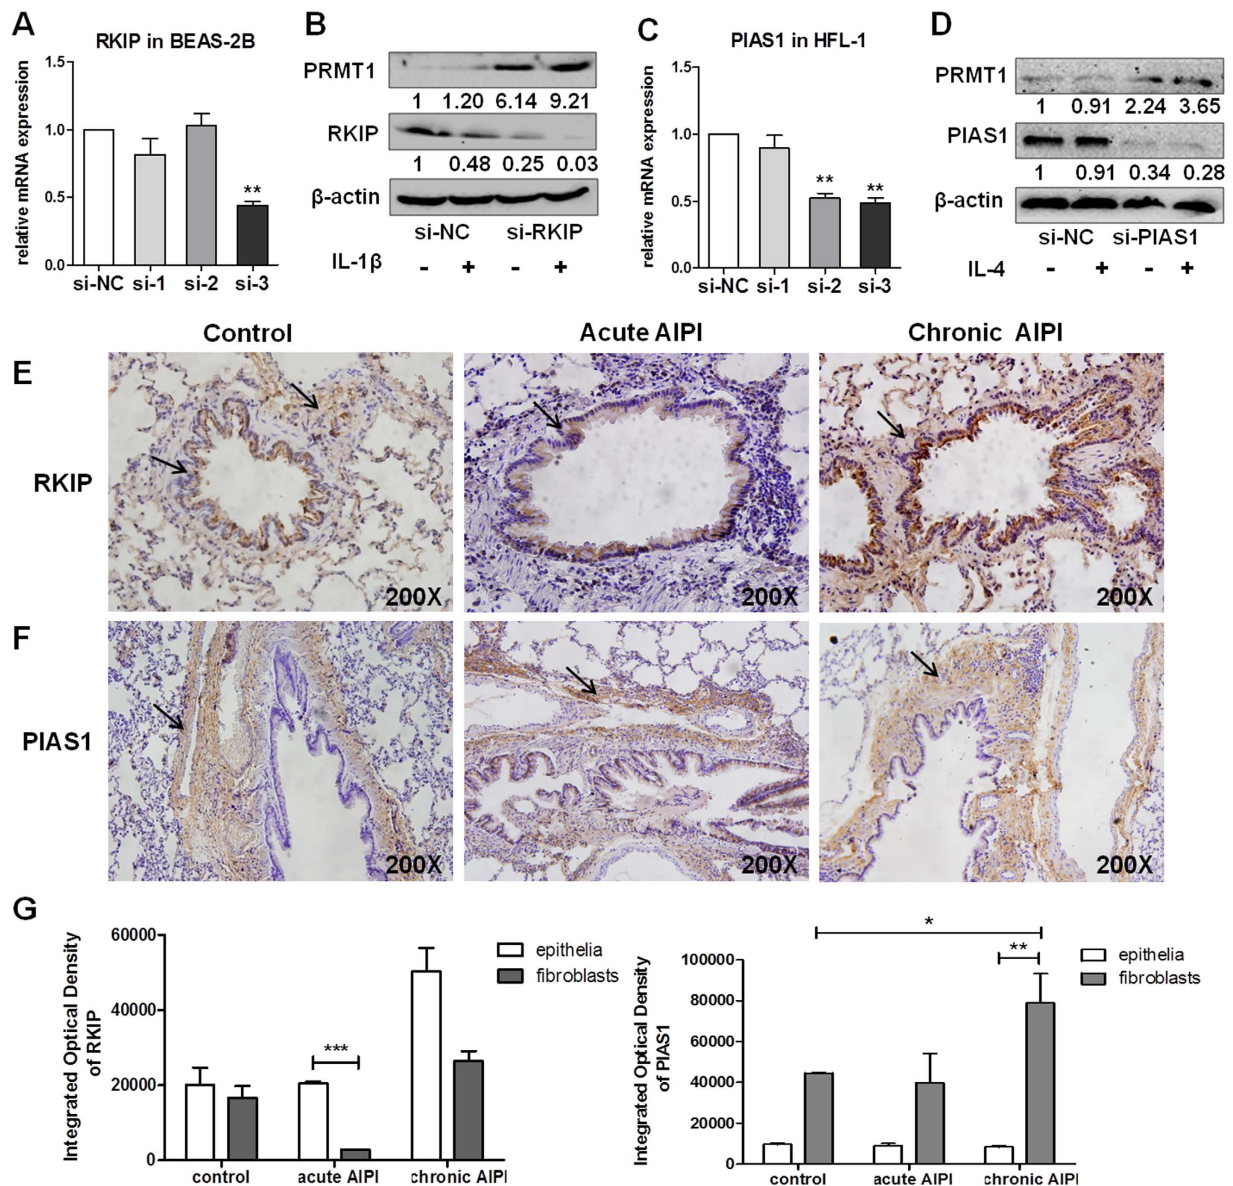 A
RKIP in BEAS-2B
relative mRNA expression
1.5
1.0
0.5
0.0
**
si-NC si-1 si-2 si-3
B
PRMT1
1 1.20 6.14 9.21
RKIP
1 0.48 0.25 0.03
β-actin
si-NC si-RKIP
IL-1β - + - +
C
PIAS1 in HFL-1
relative mRNA expression
1.5
1.0
0.5
0.0
** **
si-NC si-1 si-2 si-3
D
PRMT1
1 0.91 2.24 3.65
PIAS1
1 0.91 0.34 0.28
β-actin
si-NC si-PIAS1
IL-4 - + - +
Control Acute AIPI Chronic AIPI
E
RKIP
200X 200X 200X
F
PIAS1
200X 200X 200X
G
Integrated Optical Density
of RKIP
60000
40000
20000
0
***
epithelia
fibroblasts
control acute AIPI chronic AIPI
Integrated Optical Density
of PIAS1
100000
80000
60000
40000
20000
0
*
**
epithelia
fibroblasts
control acute AIPI chronic AIPI